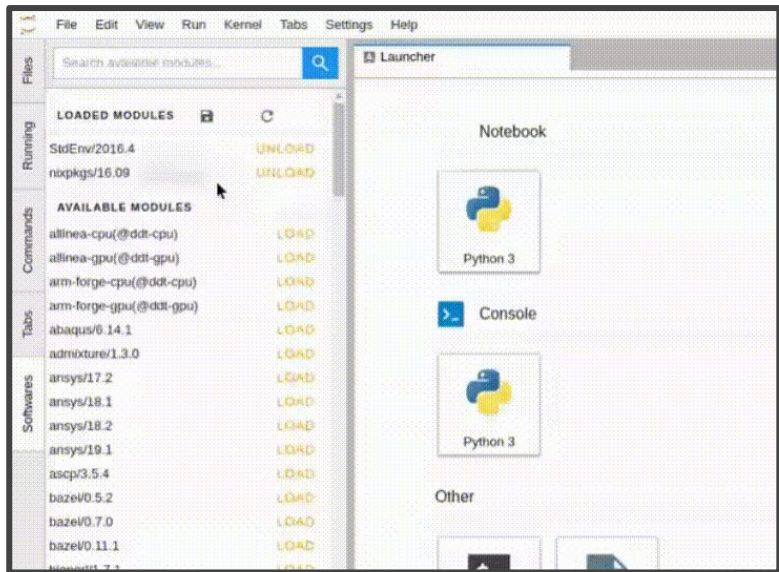 File Edit View Run Kernel Tabs Settings Help
Files
Running
Commands
Tabs
Softwares
Search available modules...
LOADED MODULES
StdEnv/2016.4 UNLOAD
nixpkgs/16.09 UNLOAD
AVAILABLE MODULES
allinea-cpu(@ddt-cpu) LOAD
allinea-gpu(@ddt-gpu) LOAD
arm-forge-cpu(@ddt-cpu) LOAD
arm-forge-gpu(@ddt-gpu) LOAD
abaqus/6.14.1 LOAD
admixture/1.3.0 LOAD
ansys/17.2 LOAD
ansys/18.1 LOAD
ansys/18.2 LOAD
ansys/19.1 LOAD
ascp/3.5.4 LOAD
bazel/0.5.2 LOAD
bazel/0.7.0 LOAD
bazel/0.11.1 LOAD
Launcher
Notebook
Python 3
Console
Python 3
Other